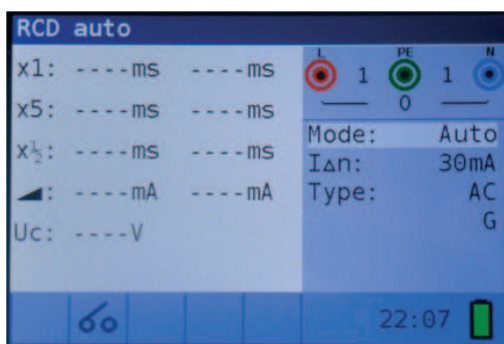 RCD auto
x1: ----ms ----ms
x5: ----ms ----ms
x½: ----ms ----ms
◢: ----mA ----mA
Uc: ----V
L PE N
1 1
0
Mode: Auto
IΔn: 30mA
Type: AC
G
22:07